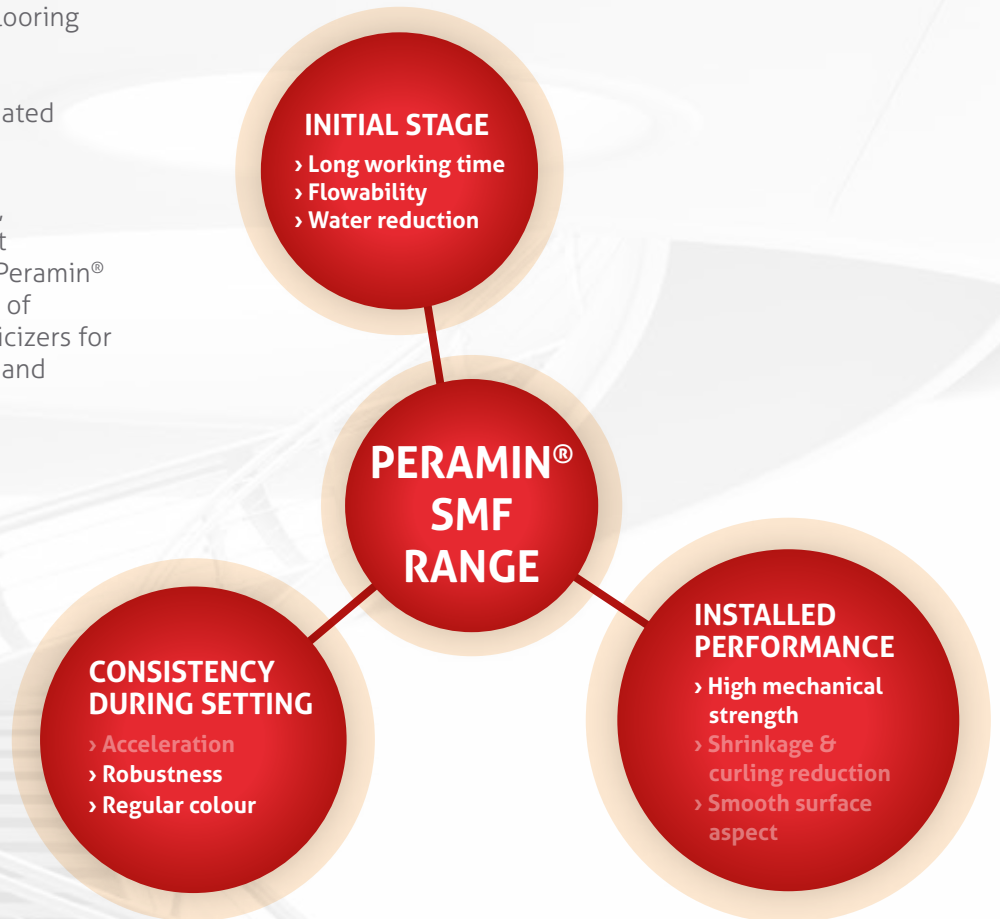 looring
ated
,
t
Peramin®
of
icizers for
and
INITIAL STAGE
› Long working time
› Flowability
› Water reduction
PERAMIN®
SMF
RANGE
CONSISTENCY
DURING SETTING
› Acceleration
› Robustness
› Regular colour
INSTALLED
PERFORMANCE
› High mechanical
strength
› Shrinkage &
curling reduction
› Smooth surface
aspect